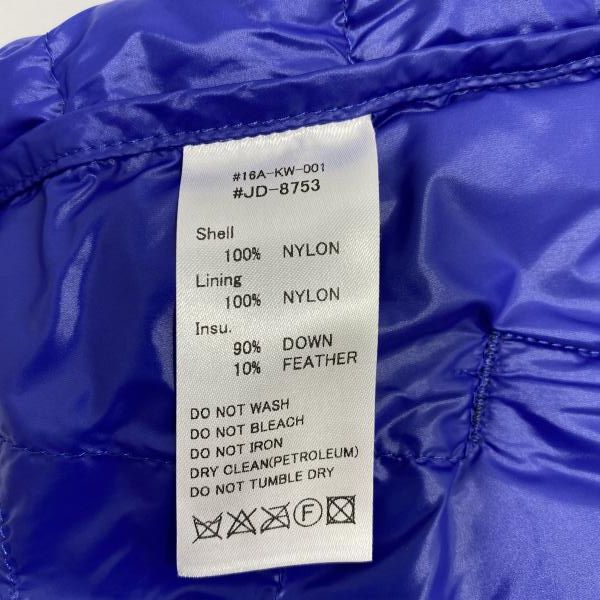 #16A-KW-001
#JD-8753
Shell
100% NYLON
Lining
100% NYLON
Insu.
90% DOWN
10% FEATHER
DO NOT WASH
DO NOT BLEACH
DO NOT IRON
DRY CLEAN(PETROLEUM)
DO NOT TUMBLE DRY
F